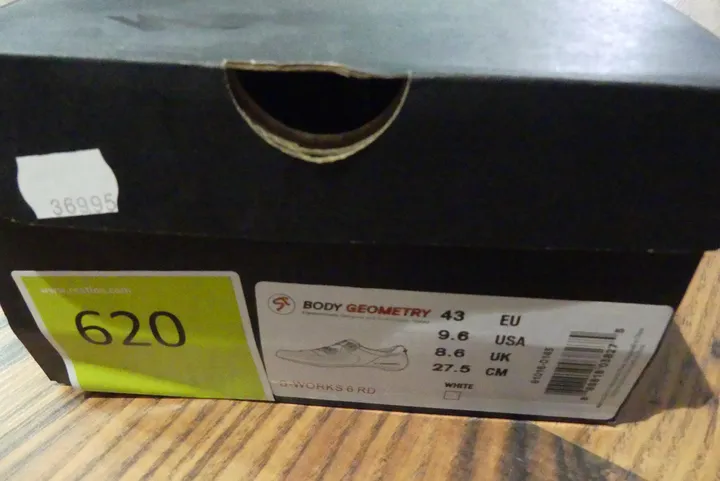 36995
620
BODY GEOMETRY
43 EU
9.6 USA
8.6 UK
27.5 CM
S-WORKS 6 RD
WHITE